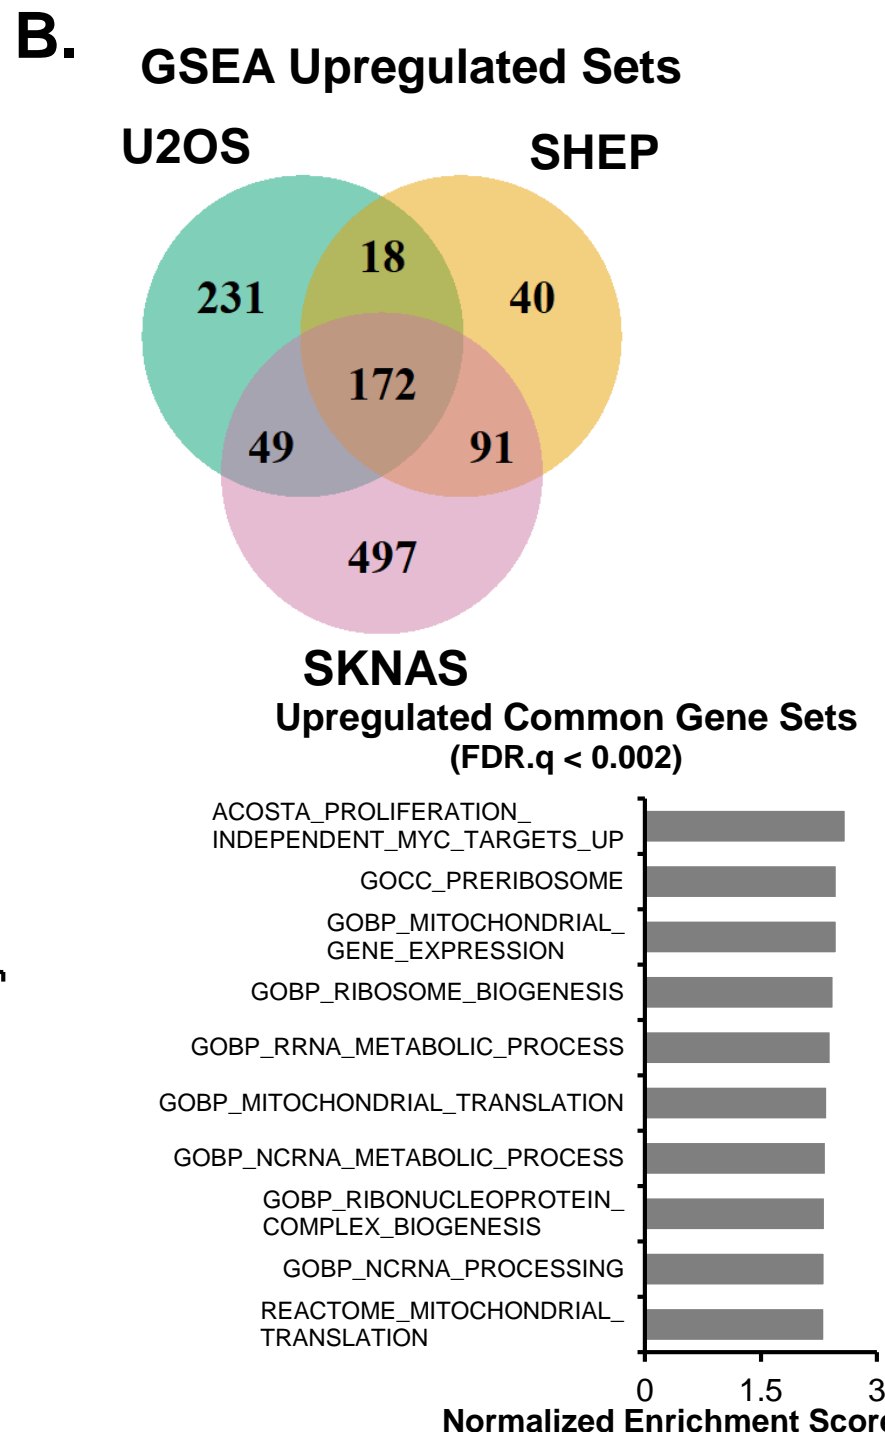 B.
GSEA Upregulated Sets
U2OS
SHEP
18
231
40
172
49
91
497
SKNAS
Upregulated Common Gene Sets
(FDR.q < 0.002)
ACOSTA_PROLIFERATION_
INDEPENDENT_MYC_TARGETS_UP
GOCC_PRERIBOSOME
GOBP_MITOCHONDRIAL_
GENE_EXPRESSION
GOBP_RIBOSOME_BIOGENESIS
GOBP_RRNA_METABOLIC_PROCESS
GOBP_MITOCHONDRIAL_TRANSLATION
GOBP_NCRNA_METABOLIC_PROCESS
GOBP_RIBONUCLEOPROTEIN_
COMPLEX_BIOGENESIS
GOBP_NCRNA_PROCESSING
REACTOME_MITOCHONDRIAL_
TRANSLATION
0 1.5 3
Normalized Enrichment Score